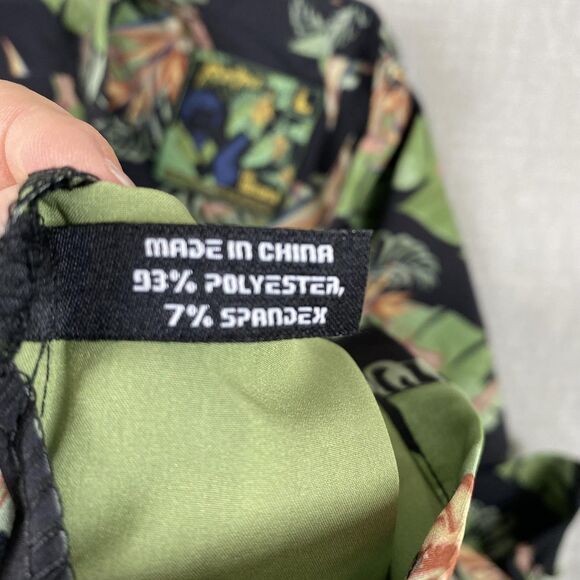 MADE IN CHINA
93% POLYESTER,
7% SPANDEX